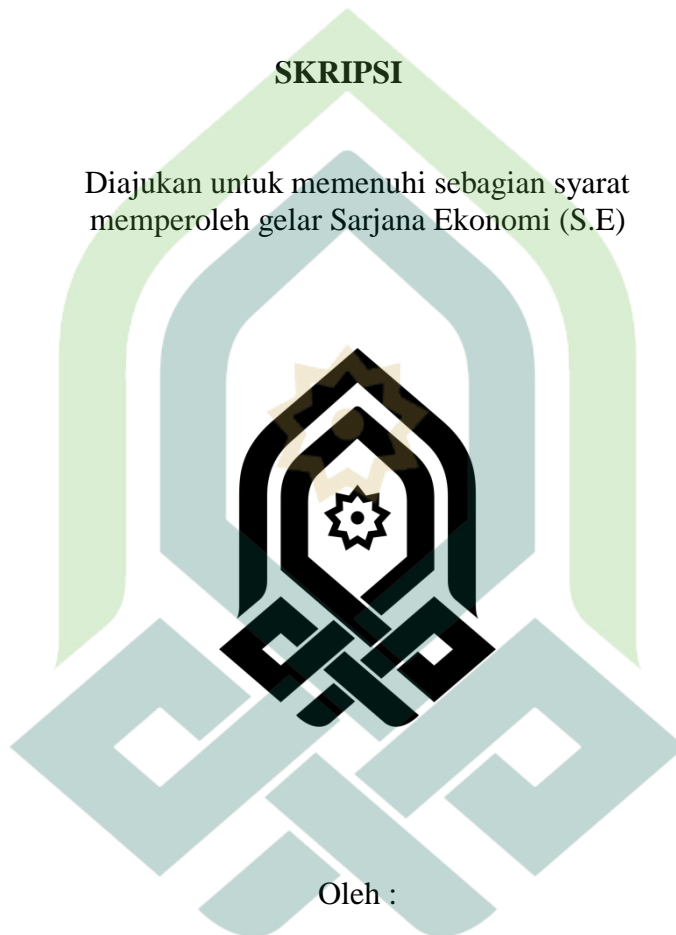 SKRIPSI
Diajukan untuk memenuhi sebagian syarat
memperoleh gelar Sarjana Ekonomi (S.E)
Oleh :